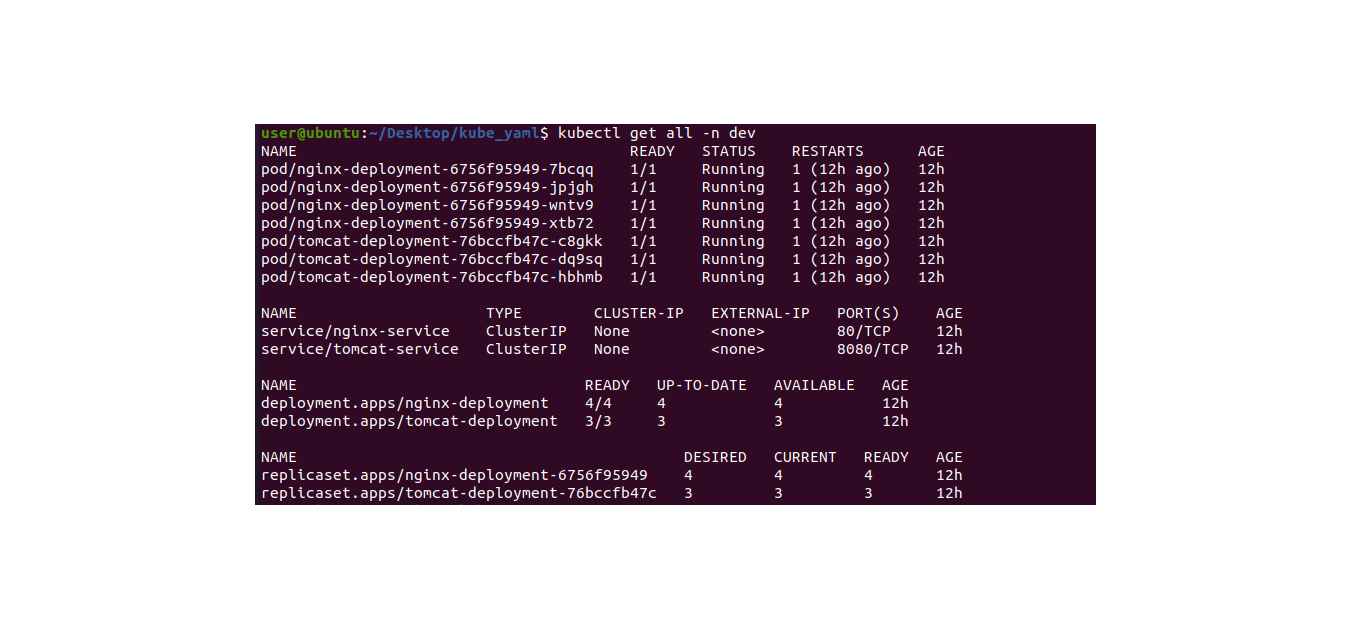 user@ubuntu:~/Desktop/kube_yaml$ kubectl get all -n dev
NAME READY STATUS RESTARTS AGE
pod/nginx-deployment-6756f95949-7bcqq 1/1 Running 1 (12h ago) 12h
pod/nginx-deployment-6756f95949-jpjgh 1/1 Running 1 (12h ago) 12h
pod/nginx-deployment-6756f95949-wntv9 1/1 Running 1 (12h ago) 12h
pod/nginx-deployment-6756f95949-xtb72 1/1 Running 1 (12h ago) 12h
pod/tomcat-deployment-76bccfb47c-c8gkk 1/1 Running 1 (12h ago) 12h
pod/tomcat-deployment-76bccfb47c-dq9sq 1/1 Running 1 (12h ago) 12h
pod/tomcat-deployment-76bccfb47c-hbhmb 1/1 Running 1 (12h ago) 12h
NAME TYPE CLUSTER-IP EXTERNAL-IP PORT(S) AGE
service/nginx-service ClusterIP None <none> 80/TCP 12h
service/tomcat-service ClusterIP None <none> 8080/TCP 12h
NAME READY UP-TO-DATE AVAILABLE AGE
deployment.apps/nginx-deployment 4/4 4 4 12h
deployment.apps/tomcat-deployment 3/3 3 3 12h
NAME DESIRED CURRENT READY AGE
replicaset.apps/nginx-deployment-6756f95949 4 4 4 12h
replicaset.apps/tomcat-deployment-76bccfb47c 3 3 3 12h